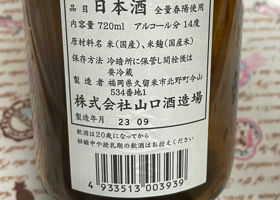 品目 日本酒 全量春陽使用
内容量 720ml アルコール分 14度
原材料 米(国産)、米麹(国産米)
保存方法 冷暗所に保管し開栓後は
要冷蔵
製造者 福岡県久留米市北野町今山
534番地1
株式会社山口酒造場
製造年月 23 09
飲酒は20歳になってから
妊娠中や授乳期の飲酒はお控えください
4 933513 003939